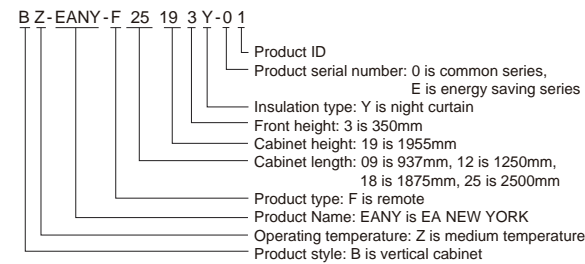 B Z-EANY-F 25 19 3 Y-0 1
Product ID
Product serial number: 0 is common series,
E is energy saving series
Insulation type: Y is night curtain
Front height: 3 is 350mm
Cabinet height: 19 is 1955mm
Cabinet length: 09 is 937mm, 12 is 1250mm,
18 is 1875mm, 25 is 2500mm
Product type: F is remote
Product Name: EANY is EA NEW YORK
Operating temperature: Z is medium temperature
Product style: B is vertical cabinet